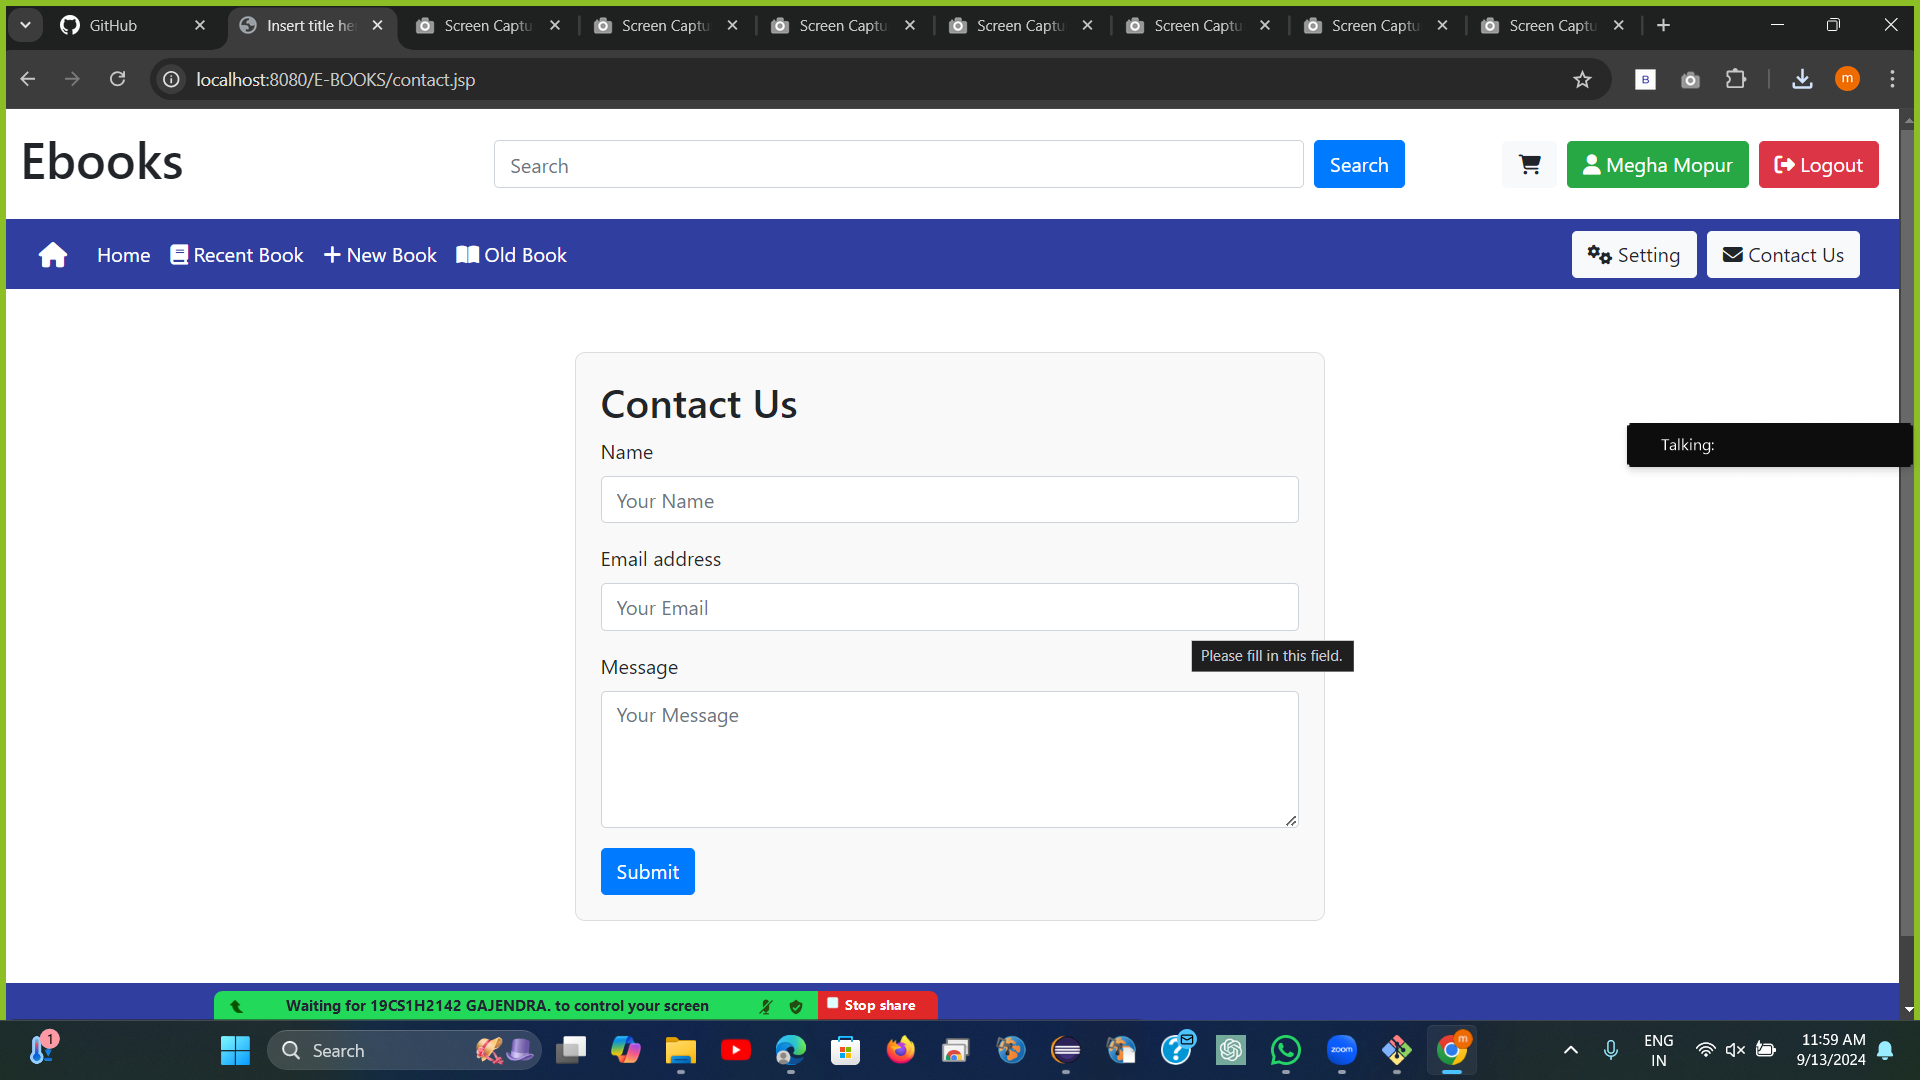 GitHub
Insert title he
Screen Captu
Screen Captu
Screen Captu
Screen Captu
Screen Captu
Screen Captu
Screen Captu
localhost:8080/E-BOOKS/contact.jsp
B
m
Ebooks
Search
Search
Megha Mopur
Logout
Home
Recent Book
New Book
Old Book
Setting
Contact Us
Contact Us
Name
Your Name
Talking:
Email address
Your Email
Please fill in this field.
Message
Your Message
Submit
Waiting for 19CS1H2142 GAJENDRA. to control your screen
Stop share
1
Search
zoom
m
ENG
IN
11:59 AM
9/13/2024